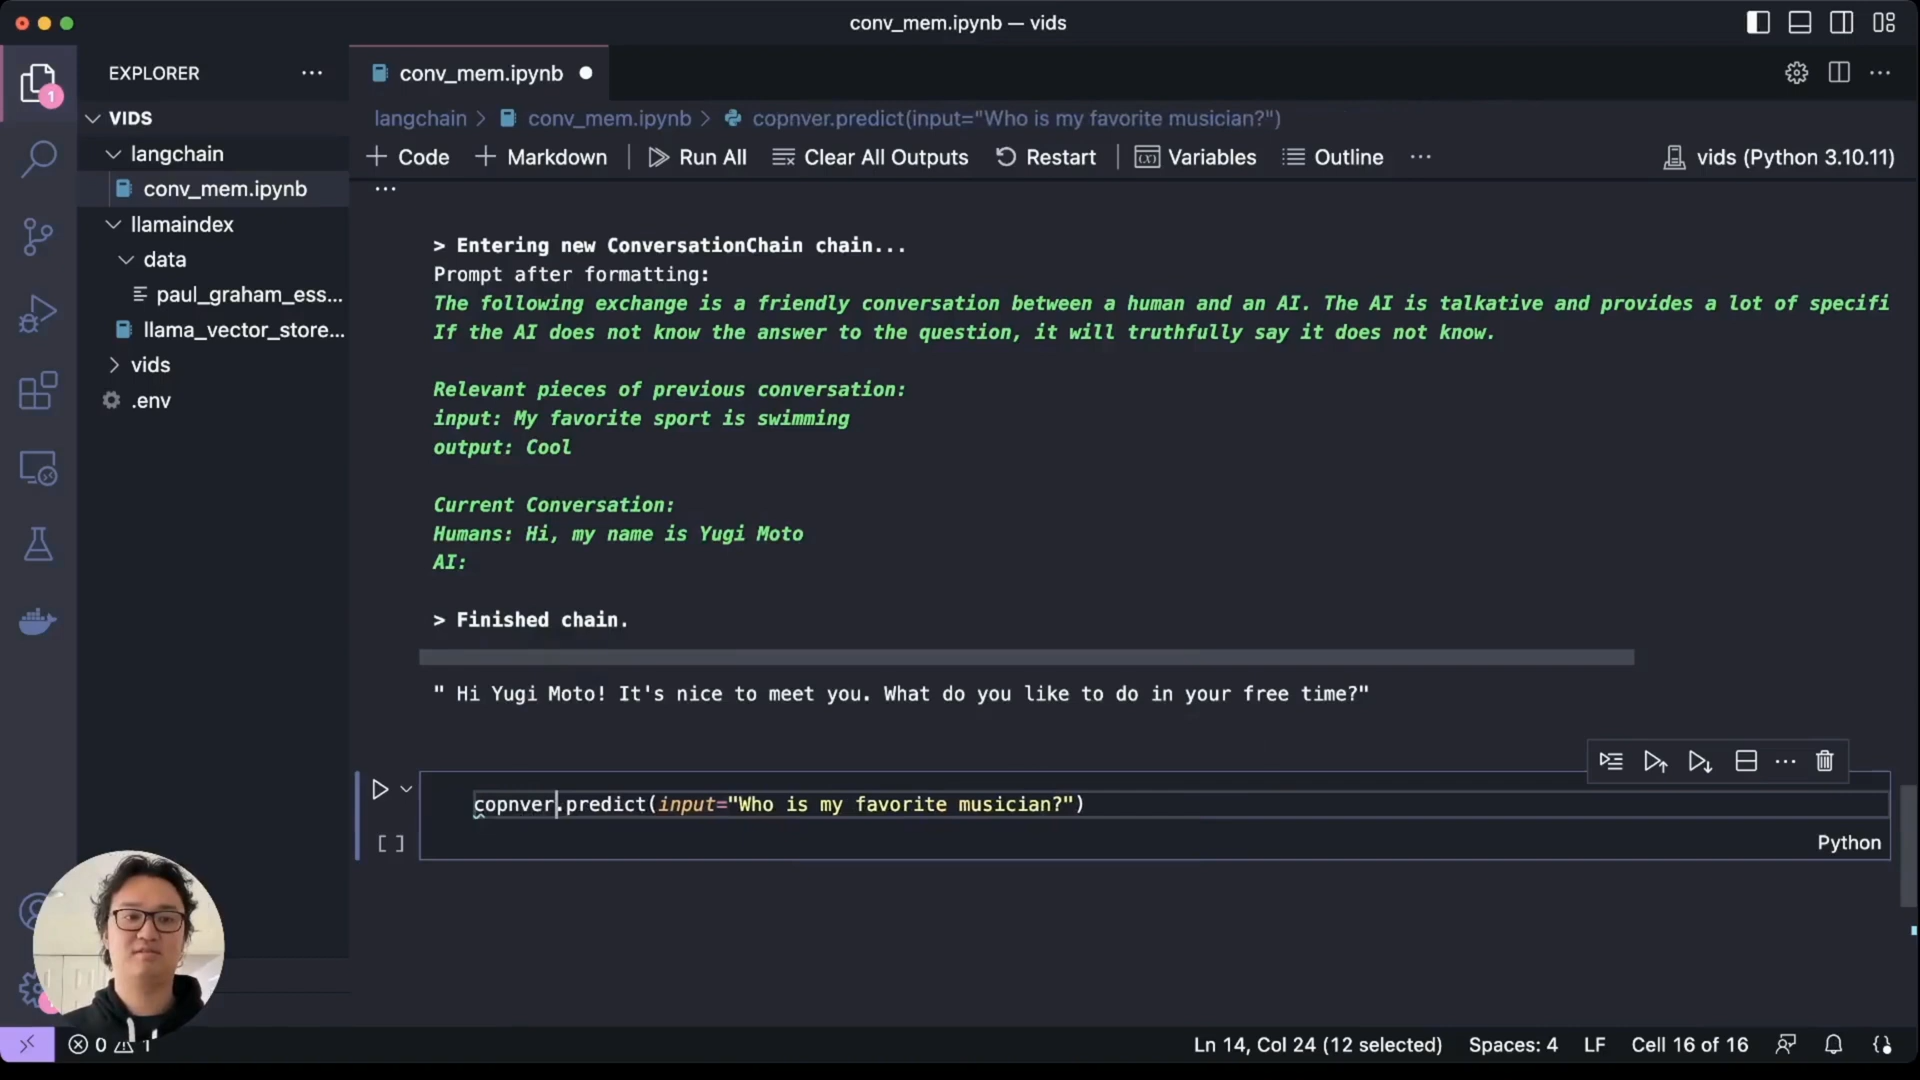 conv_mem.ipynb — vids
EXPLORER
VIDS
langchain
conv_mem.ipynb
llamaindex
data
paul_graham_ess...
llama_vector_store...
vids
.env
1
conv_mem.ipynb
langchain > conv_mem.ipynb > copnver.predict(input="Who is my favorite musician?")
+ Code + Markdown Run All Clear All Outputs Restart Variables Outline ... vids (Python 3.10.11)
...
> Entering new ConversationChain chain...
Prompt after formatting:
The following exchange is a friendly conversation between a human and an AI. The AI is talkative and provides a lot of specifi
If the AI does not know the answer to the question, it will truthfully say it does not know.
Relevant pieces of previous conversation:
input: My favorite sport is swimming
output: Cool
Current Conversation:
Humans: Hi, my name is Yugi Moto
AI:
> Finished chain.
" Hi Yugi Moto! It's nice to meet you. What do you like to do in your free time?"
copnver.predict(input="Who is my favorite musician?")
[ ]
Python
0 1
Ln 14, Col 24 (12 selected) Spaces: 4 LF Cell 16 of 16